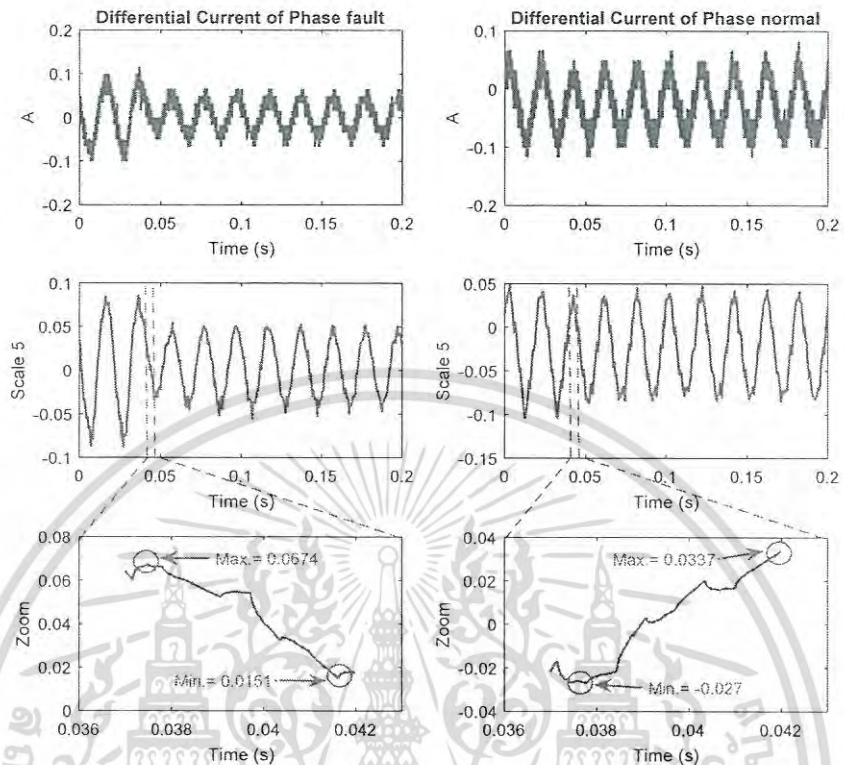 Differential Current of Phase fault
0.2
0.1
0
-0.1
-0.2
A
0 0.05 0.1 0.15 0.2
Time (s)
Differential Current of Phase normal
0.2
0.1
0
-0.1
-0.2
A
0 0.05 0.1 0.15 0.2
Time (s)
0.1
0.05
0
-0.05
-0.1
Scale 5
0 0.05 0.1 0.15 0.2
Time (s)
0.05
0
-0.05
-0.1
-0.15
Scale 5
0 0.05 0.1 0.15 0.2
Time (s)
0.08
0.06
0.04
0.02
0
Zoom
Max.= 0.0674
Min.= 0.0151
0.036 0.038 0.04 0.042
Time (s)
0.04
0.02
0
-0.02
-0.04
Zoom
Max.= 0.0337
Min.= -0.027
0.036 0.038 0.04 0.042
Time (s)